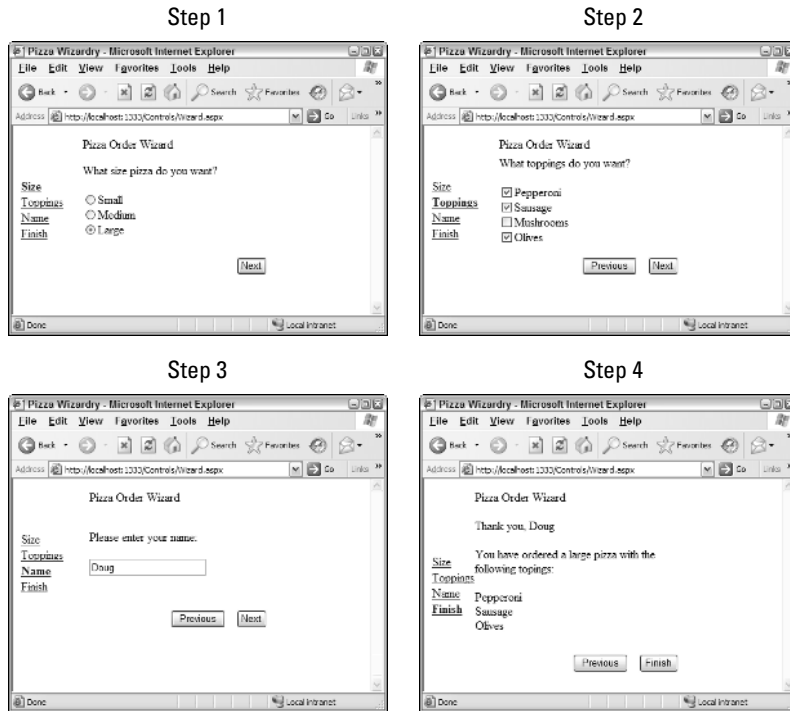 Step 1
Pizza Wizardry - Microsoft Internet Explorer
File Edit View Favorites Tools Help
Back Search Favorites
Address http://localhost:1333/Controls/Wizard.aspx Go Links
Pizza Order Wizard
What size pizza do you want?
Size
Toppings
Name
Finish
Small
Medium
Large
Next
Done Local intranet
Step 2
Pizza Wizardry - Microsoft Internet Explorer
File Edit View Favorites Tools Help
Back Search Favorites
Address http://localhost:1333/Controls/Wizard.aspx Go Links
Pizza Order Wizard
What toppings do you want?
Size
Toppings
Name
Finish
Pepperoni
Sausage
Mushrooms
Olives
Previous Next
Done Local intranet
Step 3
Pizza Wizardry - Microsoft Internet Explorer
File Edit View Favorites Tools Help
Back Search Favorites
Address http://localhost:1333/Controls/Wizard.aspx Go Links
Pizza Order Wizard
Please enter your name:
Size
Toppings
Name
Finish
Doug
Previous Next
Done Local intranet
Step 4
Pizza Wizardry - Microsoft Internet Explorer
File Edit View Favorites Tools Help
Back Search Favorites
Address http://localhost:1333/Controls/Wizard.aspx Go Links
Pizza Order Wizard
Thank you, Doug
You have ordered a large pizza with the
following topings:
Size
Toppings
Name
Finish
Pepperoni
Sausage
Olives
Previous Finish
Done Local intranet